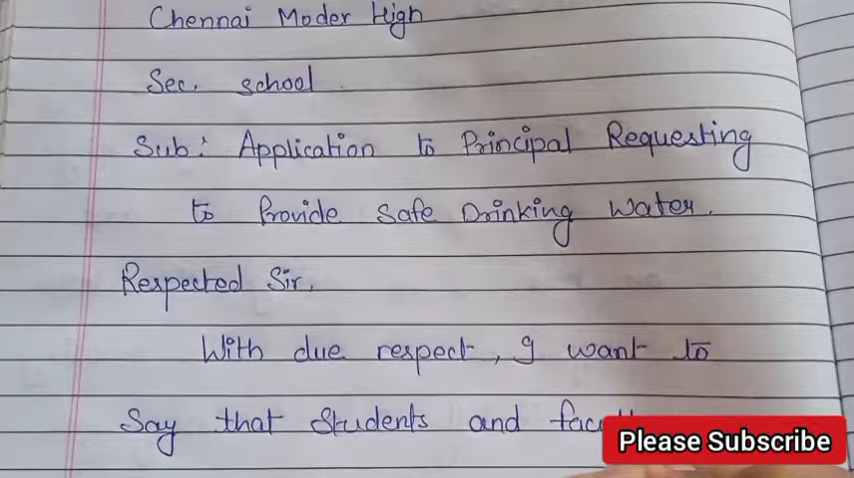 Chennai Moder High
Sec. school
Sub: Application to Principal Requesting
to Provide Safe Drinking Water.
Respected Sir,
With due respect, I want to
Say that Students and
Please Subscribe